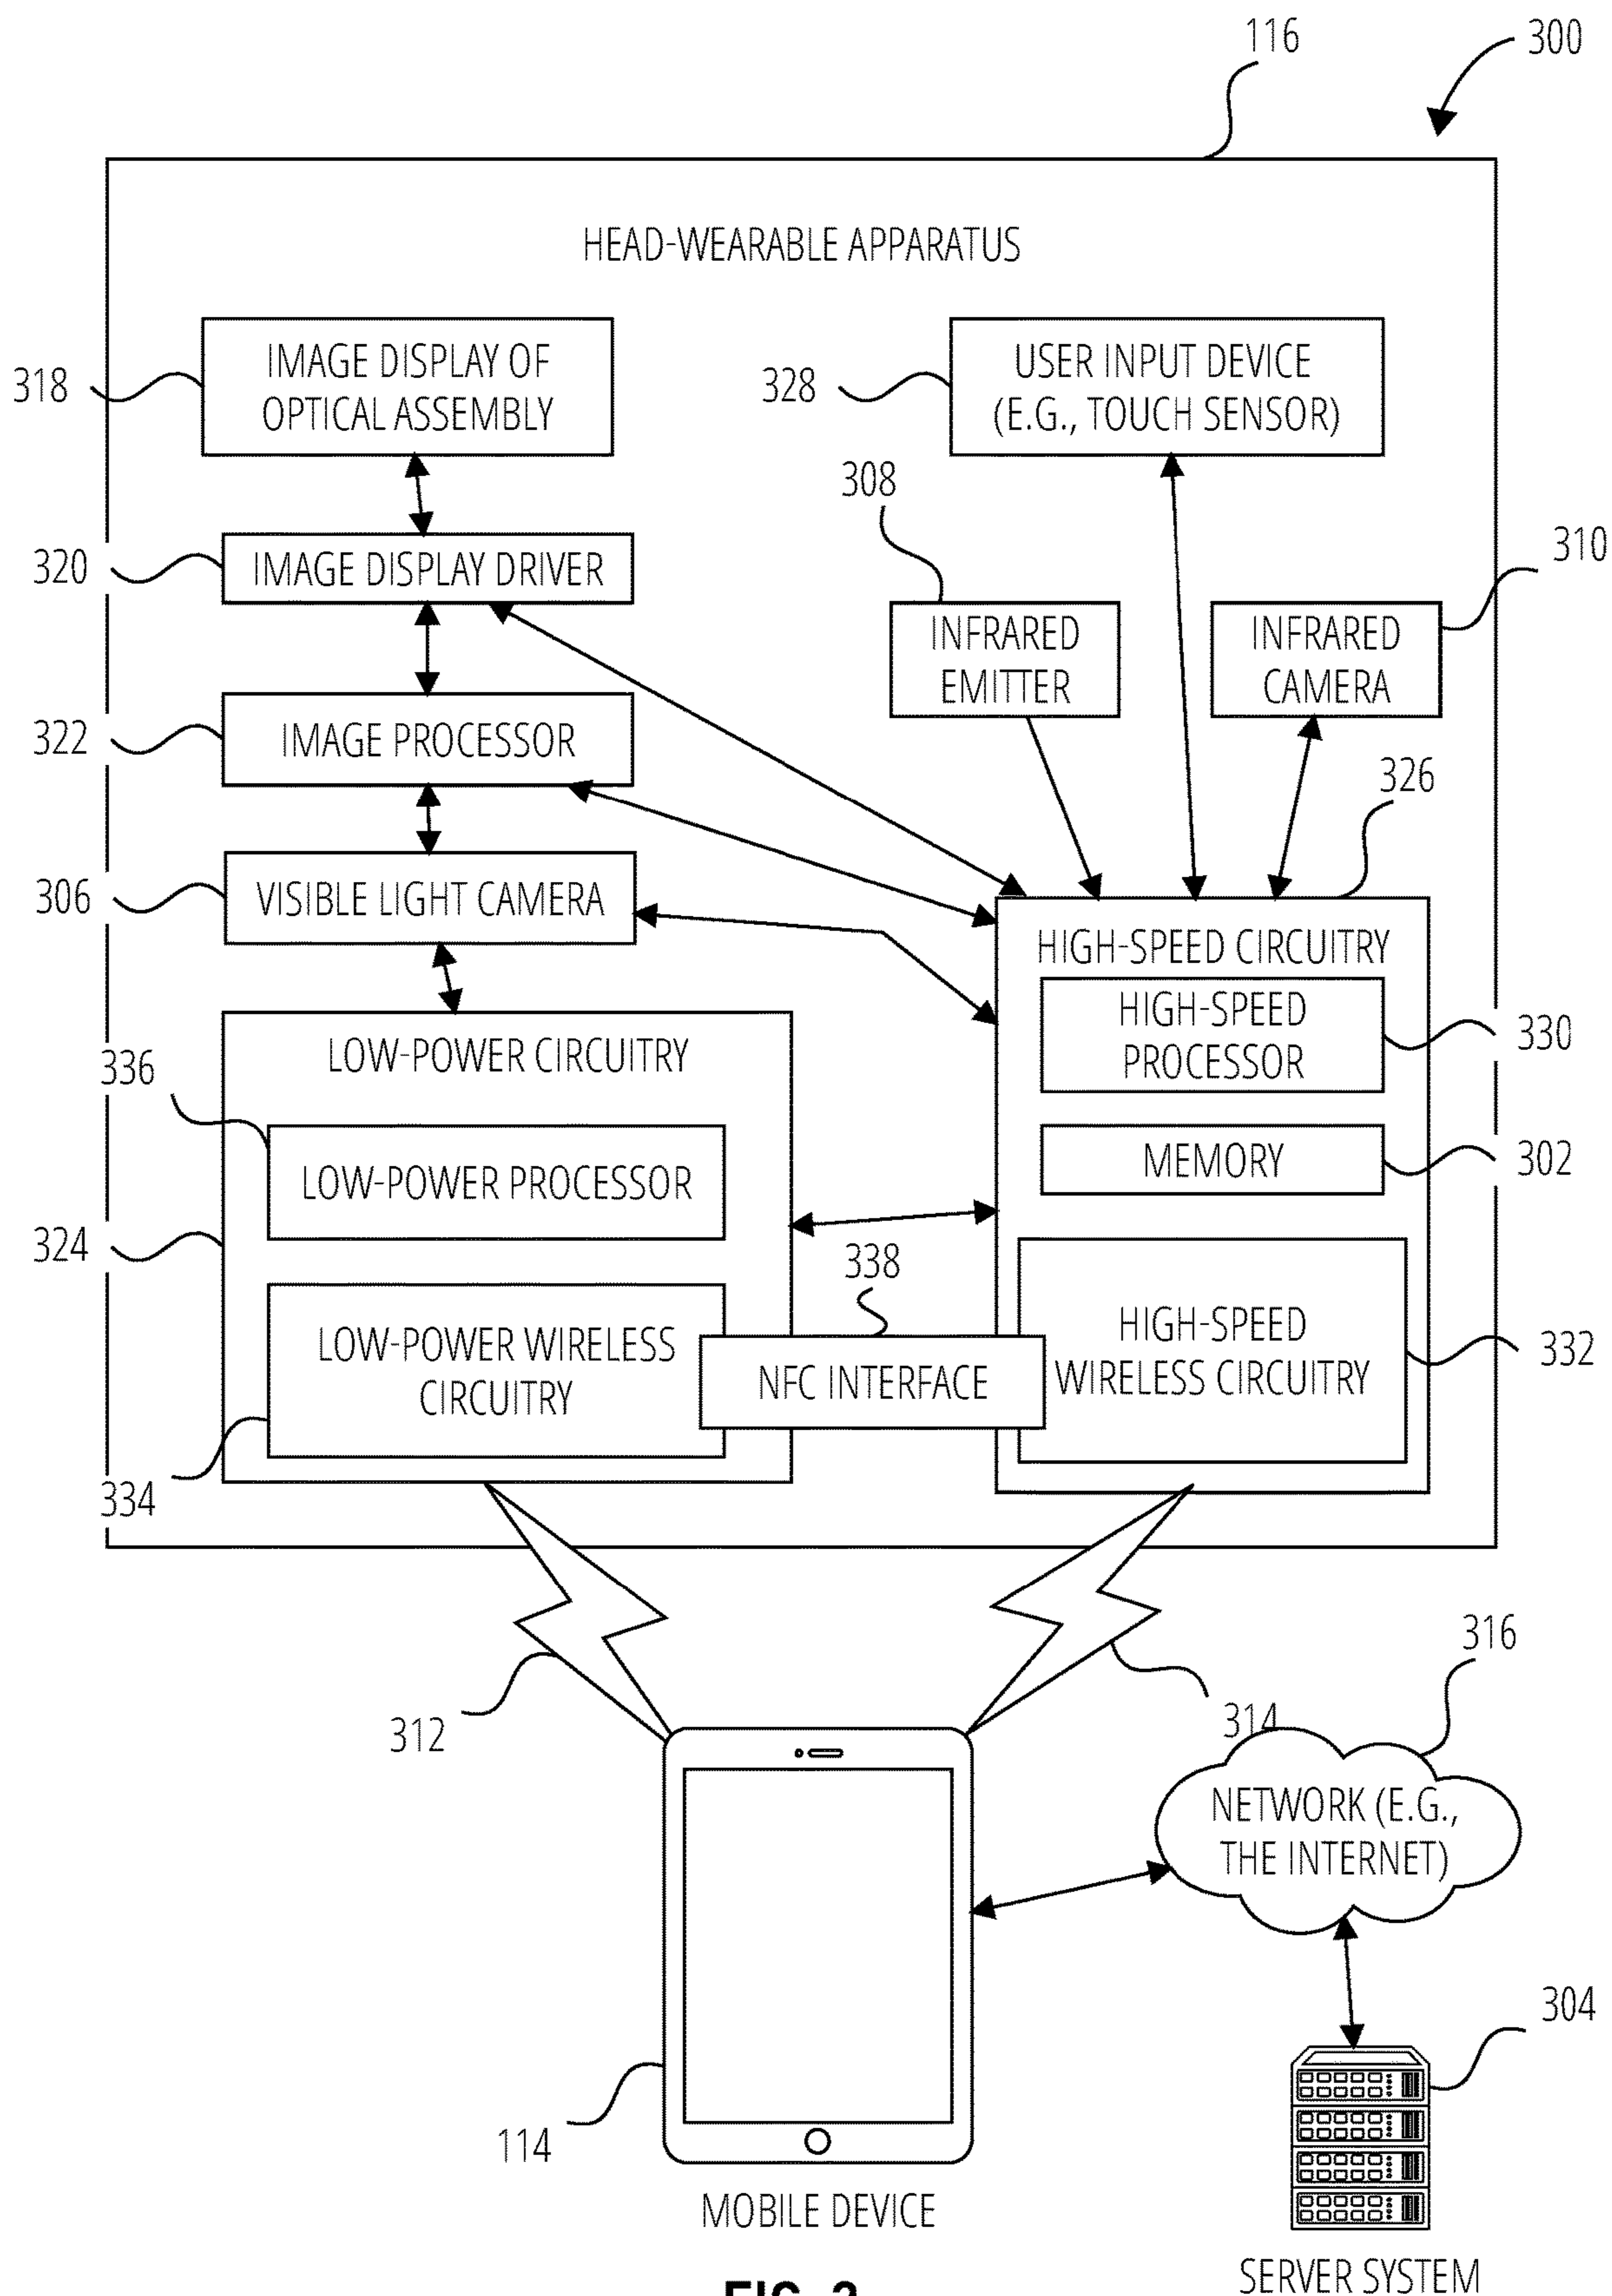 116
300
HEAD-WEARABLE APPARATUS
318
IMAGE DISPLAY OF
OPTICAL ASSEMBLY
328
USER INPUT DEVICE
(E.G., TOUCH SENSOR)
308
310
320
IMAGE DISPLAY DRIVER
INFRARED
EMITTER
INFRARED
CAMERA
322
IMAGE PROCESSOR
326
306
VISIBLE LIGHT CAMERA
HIGH-SPEED CIRCUITRY
HIGH-SPEED
PROCESSOR
330
LOW-POWER CIRCUITRY
336
LOW-POWER PROCESSOR
MEMORY
302
324
338
LOW-POWER WIRELESS
CIRCUITRY
NFC INTERFACE
HIGH-SPEED
WIRELESS CIRCUITRY
332
334
312
314
316
NETWORK (E.G.,
THE INTERNET)
304
114
MOBILE DEVICE
SERVER SYSTEM
FIG.